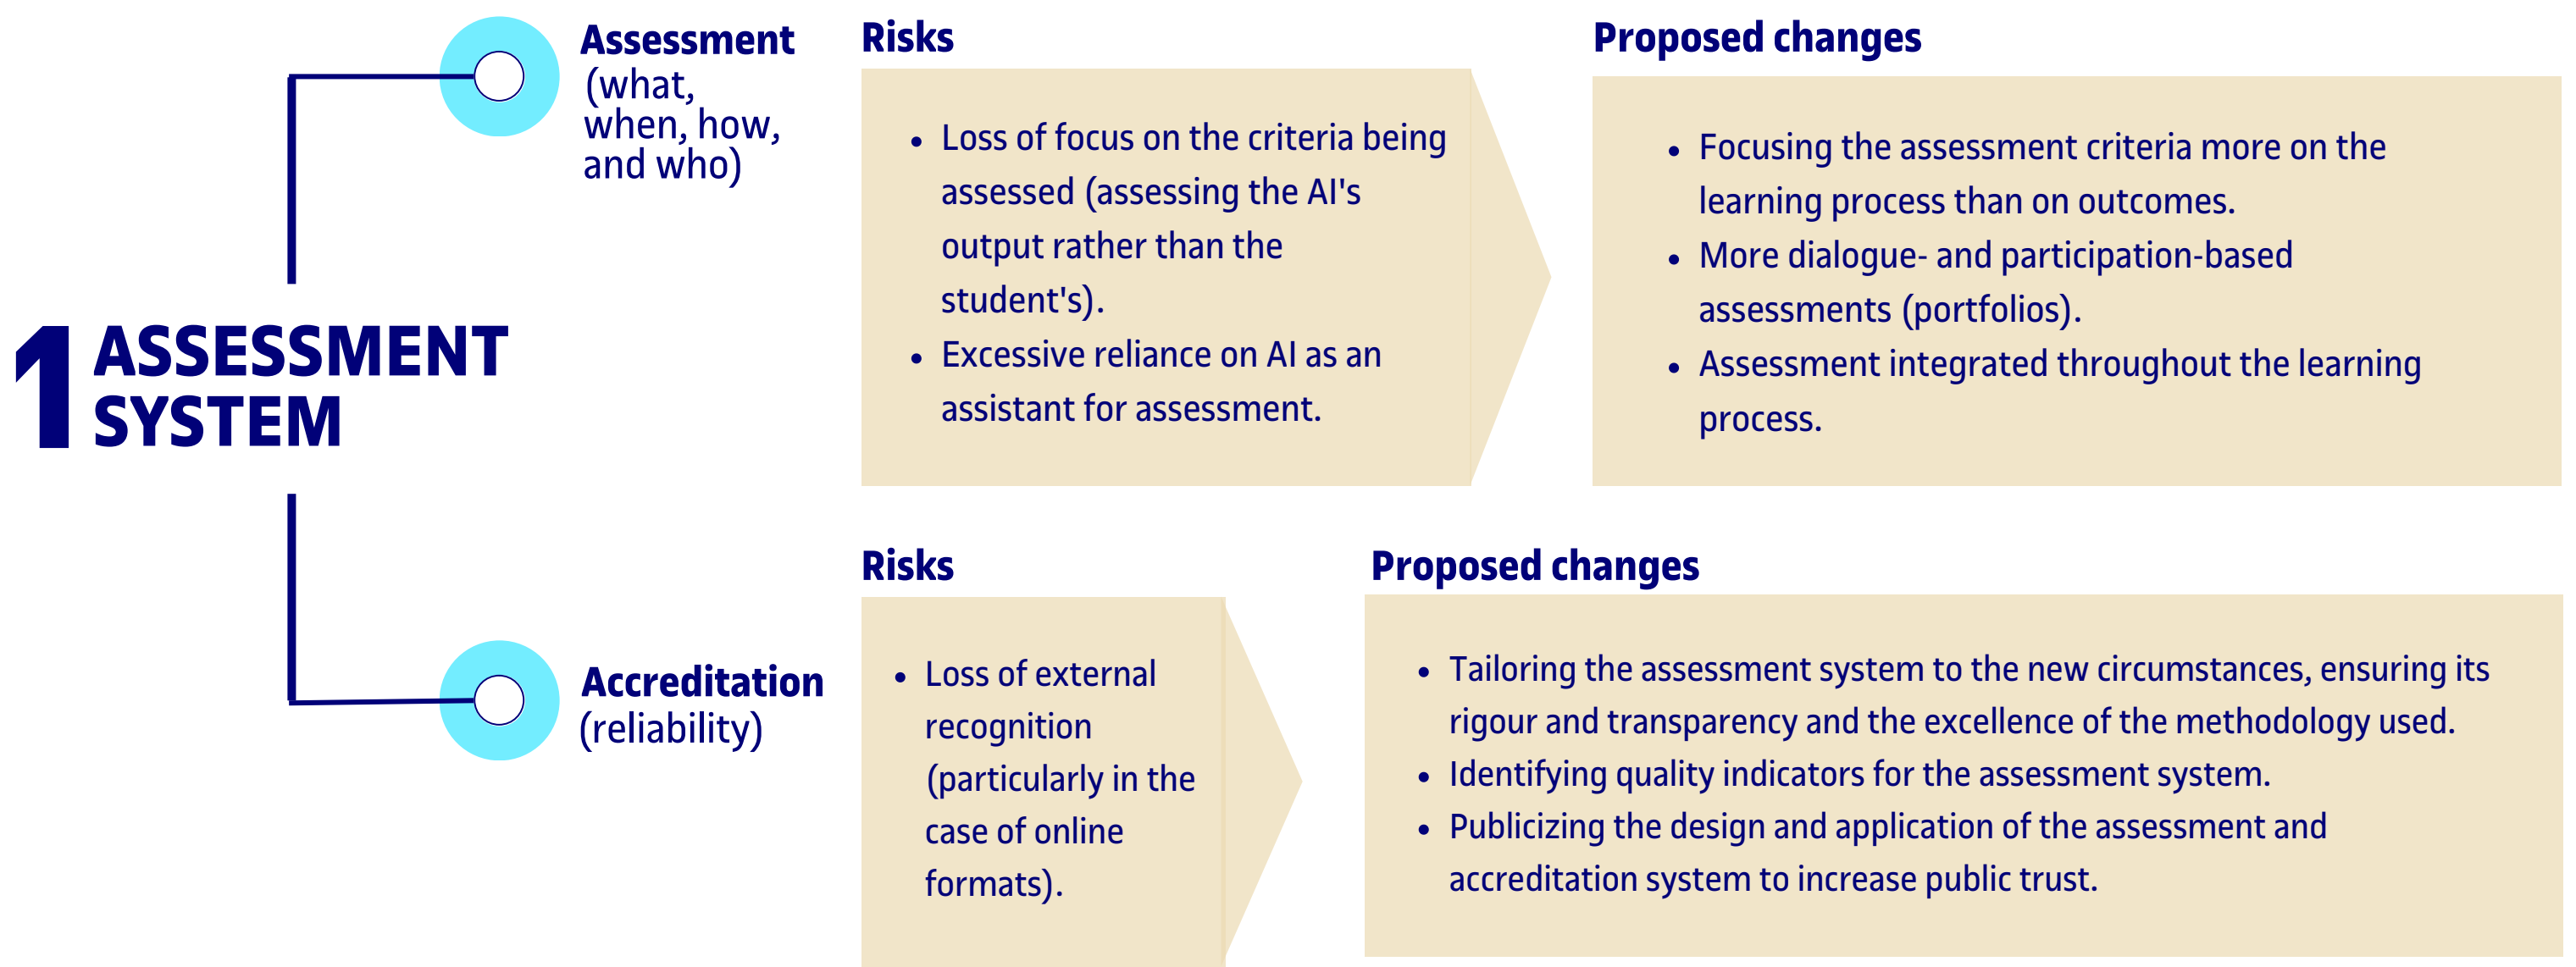 1 ASSESSMENT
SYSTEM
Assessment
(what,
when, how,
and who)
Risks
• Loss of focus on the criteria being
assessed (assessing the AI's
output rather than the
student's).
• Excessive reliance on AI as an
assistant for assessment.
Proposed changes
• Focusing the assessment criteria more on the
learning process than on outcomes.
• More dialogue- and participation-based
assessments (portfolios).
• Assessment integrated throughout the learning
process.
Accreditation
(reliability)
Risks
• Loss of external
recognition
(particularly in the
case of online
formats).
Proposed changes
• Tailoring the assessment system to the new circumstances, ensuring its
rigour and transparency and the excellence of the methodology used.
• Identifying quality indicators for the assessment system.
• Publicizing the design and application of the assessment and
accreditation system to increase public trust.